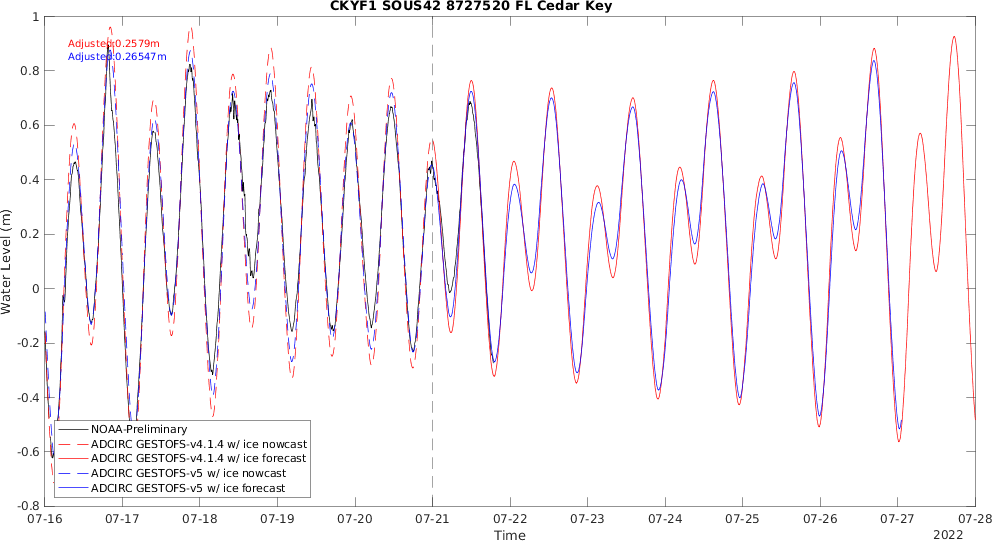 CKYF1 SOUS42 8727520 FL Cedar Key
Adjusted:0.2579m
Adjusted:0.26547m
Water Level (m)
1
0.8
0.6
0.4
0.2
0
-0.2
-0.4
-0.6
-0.8
NOAA-Preliminary
ADCIRC GESTOFS-v4.1.4 w/ ice nowcast
ADCIRC GESTOFS-v4.1.4 w/ ice forecast
ADCIRC GESTOFS-v5 w/ ice nowcast
ADCIRC GESTOFS-v5 w/ ice forecast
07-16 07-17 07-18 07-19 07-20 07-21 07-22 07-23 07-24 07-25 07-26 07-27 07-28
Time
2022